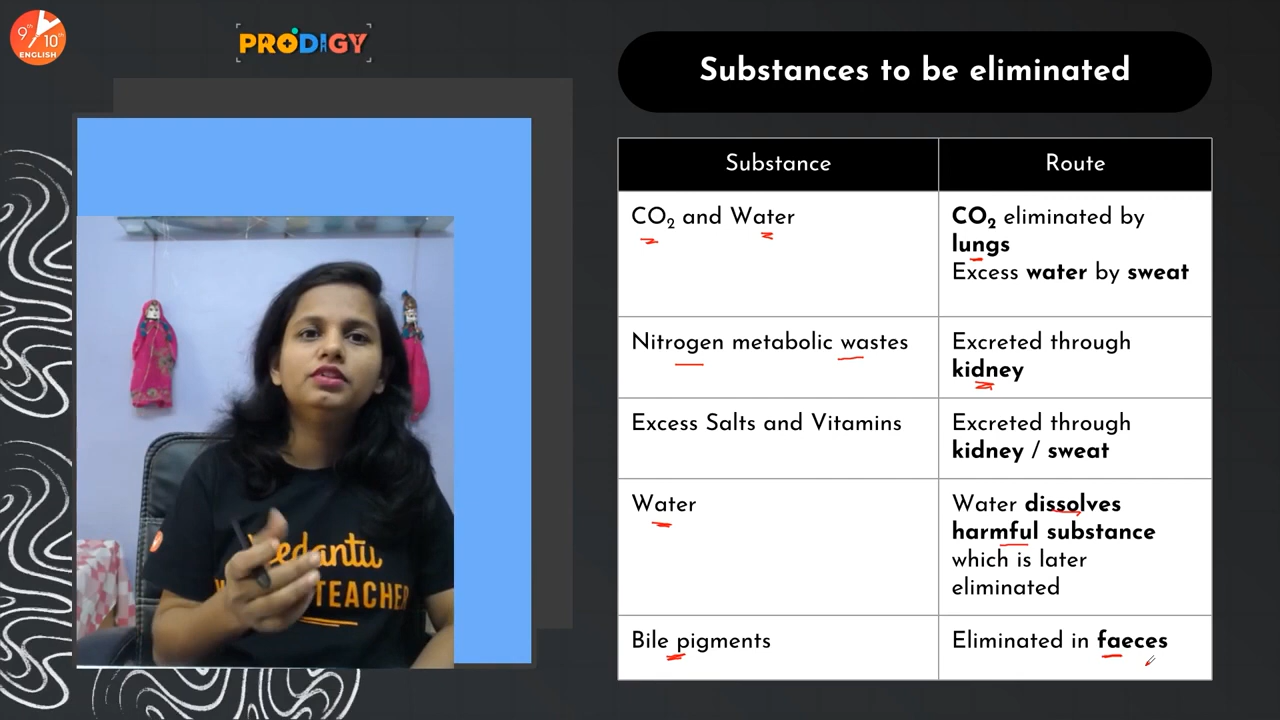 9th
10th
ENGLISH
PRODIGY
Substances to be eliminated
Substance
Route
CO₂ and Water
CO₂ eliminated by
lungs
Excess water by sweat
Nitrogen metabolic wastes
Excreted through
kidney
Excess Salts and Vitamins
Excreted through
kidney / sweat
Water
Water dissolves
harmful substance
which is later
eliminated
Bile pigments
Eliminated in faeces
TEACHER